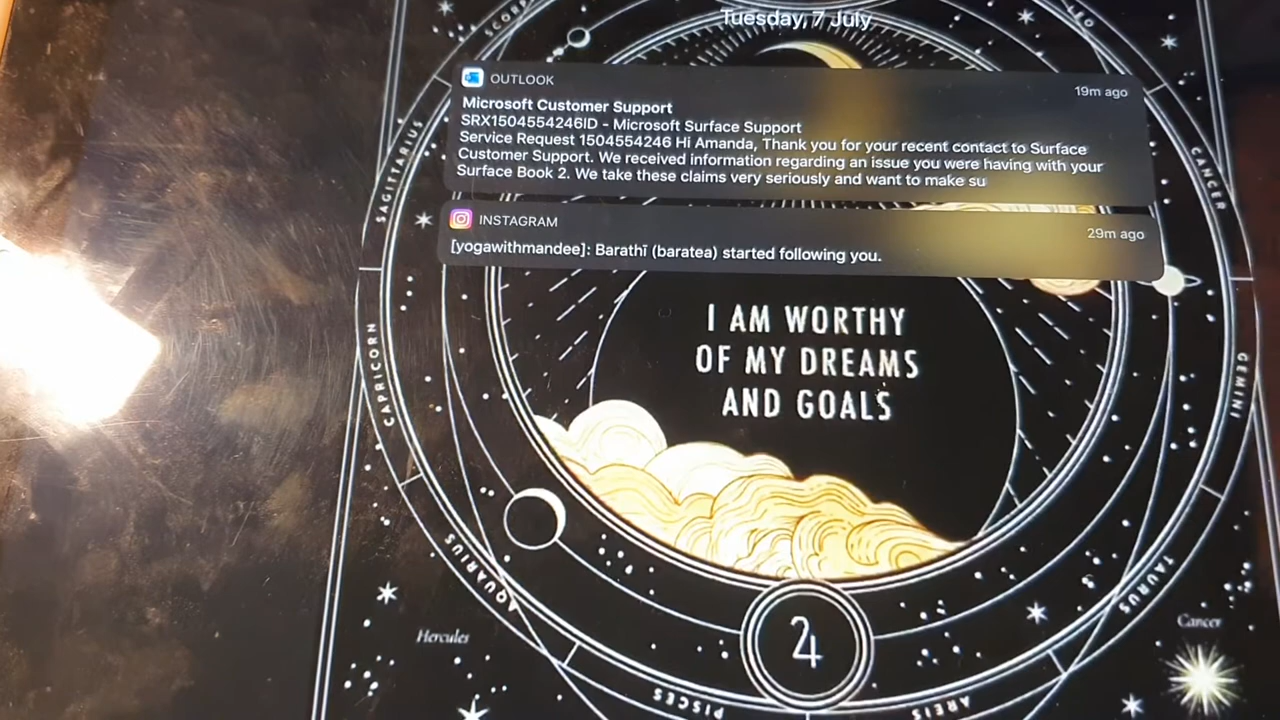 Tuesday, 7 July
SCORP
LEO
OUTLOOK
19m ago
Microsoft Customer Support
SRX1504554246ID - Microsoft Surface Support
Service Request 1504554246 Hi Amanda, Thank you for your recent contact to Surface
Customer Support. We received information regarding an issue you were having with your
Surface Book 2. We take these claims very seriously and want to make su
SAGITTARIUS
CANCER
INSTAGRAM
29m ago
[yogawithmandee]: Barathī (baratea) started following you.
I AM WORTHY
OF MY DREAMS
AND GOALS
CAPRICORN
GEMINI
AQUARIUS
TAURUS
Hercules
Cancer
PISCES
AREIS